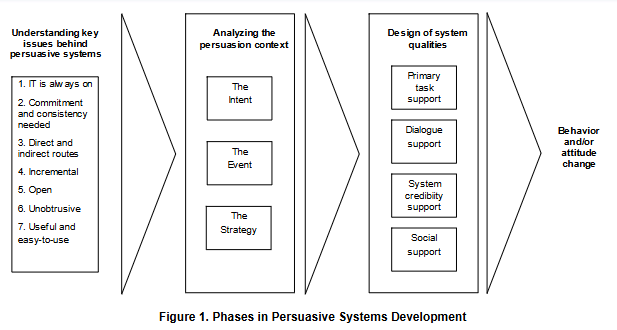 Understanding key
issues behind
persuasive systems
1. IT is always on
2. Commitment
and consistency
needed
3. Direct and
indirect routes
4. Incremental
5. Open
6. Unobtrusive
7. Useful and
easy-to-use
Analyzing the
persuasion context
The
Intent
The
Event
The
Strategy
Design of system
qualities
Primary
task
support
Dialogue
support
System
credibiity
support
Social
support
Behavior
and/or
attitude
change
Figure 1. Phases in Persuasive Systems Development